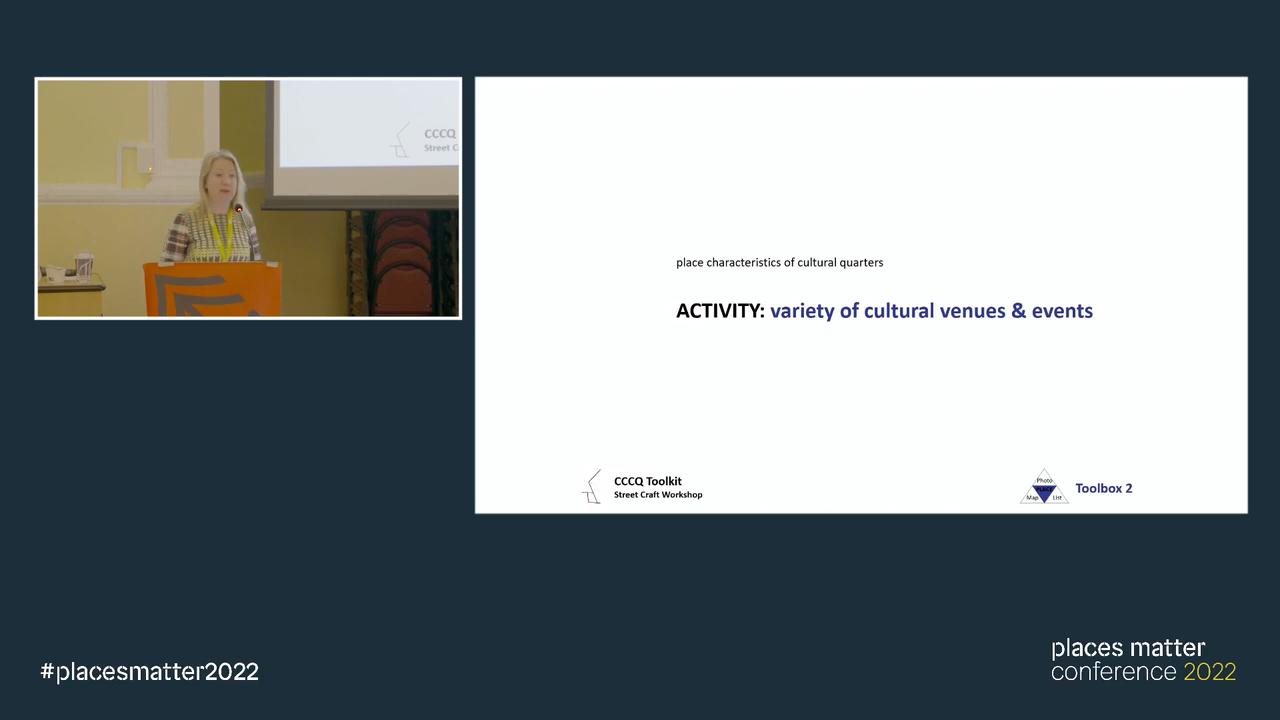 CCCQ
Street C
place characteristics of cultural quarters
ACTIVITY: variety of cultural venues & events
CCCQ Toolkit
Street Craft Workshop
Photo
Map
List
Toolbox 2
#placesmatter2022
places matter
conference 2022